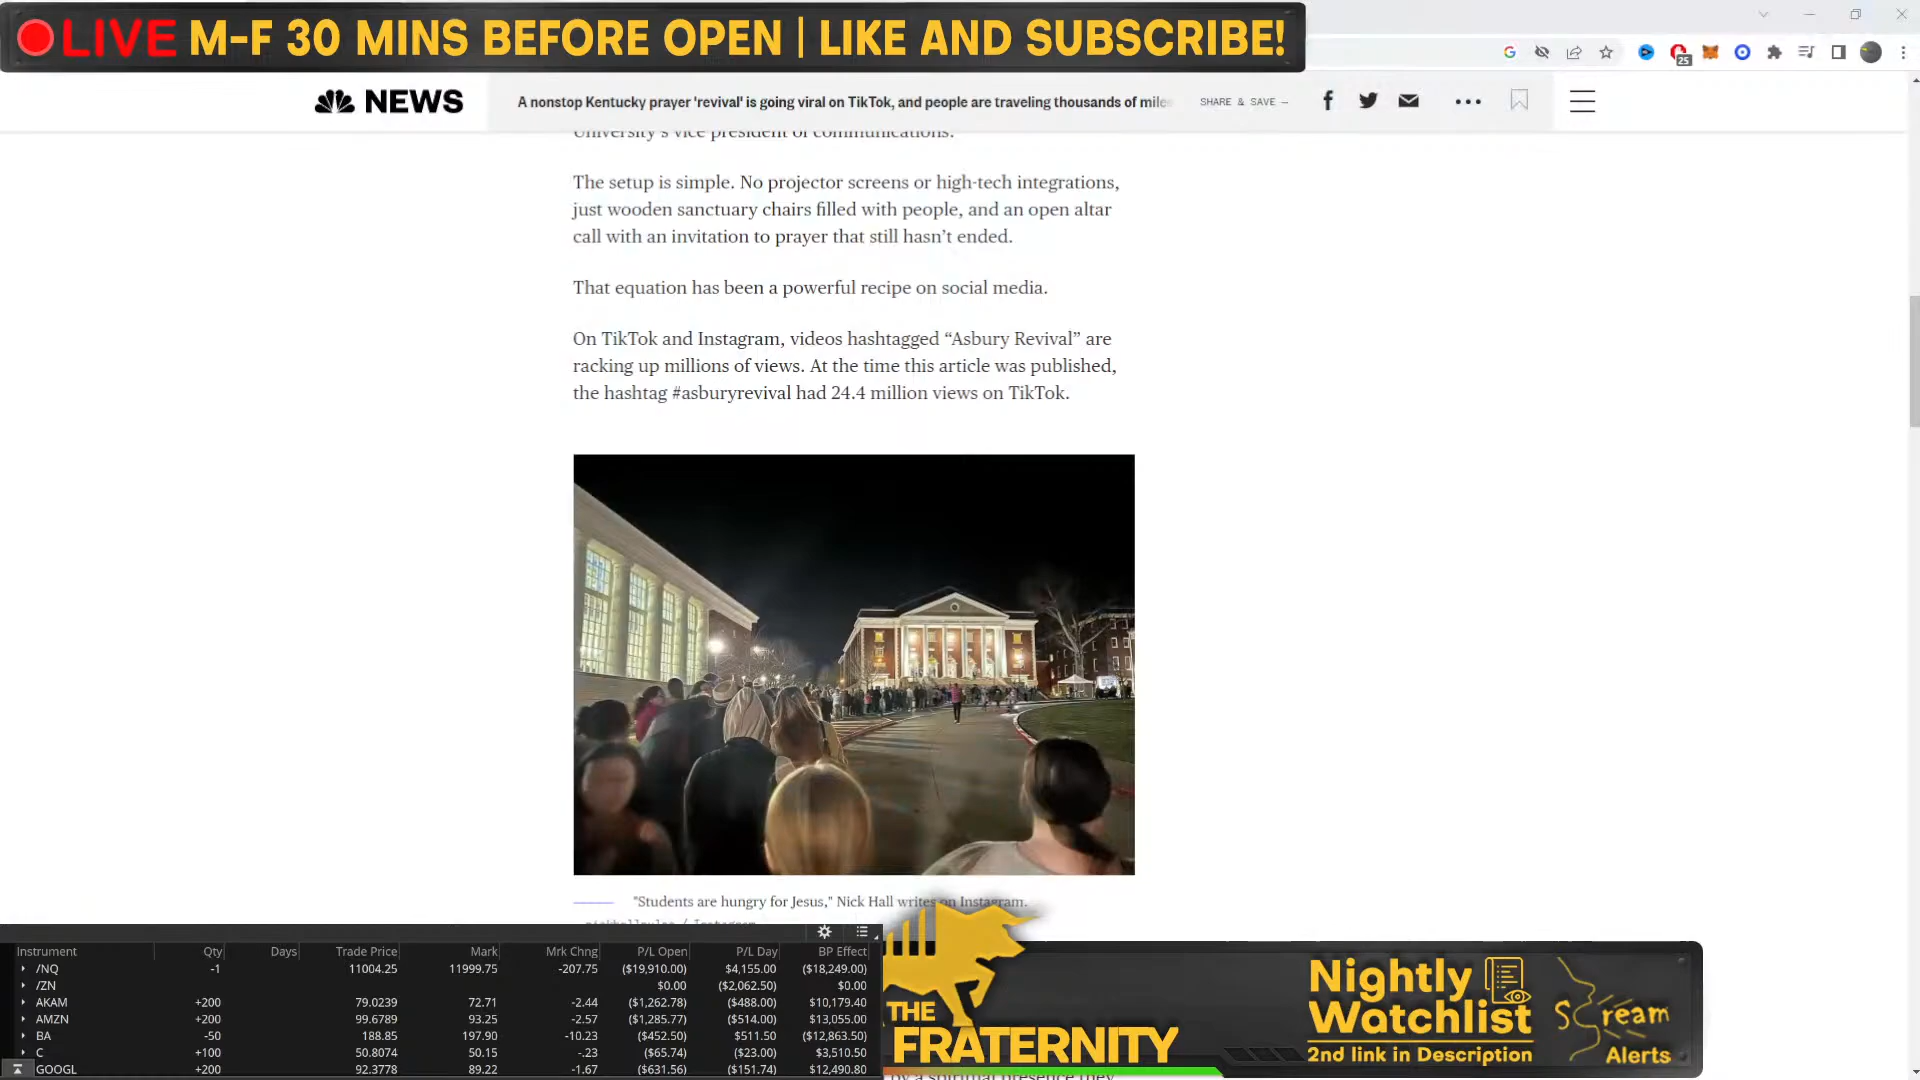 LIVE M-F 30 MINS BEFORE OPEN | LIKE AND SUBSCRIBE!
25
NEWS
A nonstop Kentucky prayer 'revival' is going viral on TikTok, and people are traveling thousands of miles
SHARE & SAVE —
University's vice president of communications.
The setup is simple. No projector screens or high-tech integrations,
just wooden sanctuary chairs filled with people, and an open altar
call with an invitation to prayer that still hasn’t ended.
That equation has been a powerful recipe on social media.
On TikTok and Instagram, videos hashtagged “Asbury Revival” are
racking up millions of views. At the time this article was published,
the hashtag #asburyrevival had 24.4 million views on TikTok.
"Students are hungry for Jesus," Nick Hall writes on Instagram.
/ Instagram
Instrument Qty Days Trade Price Mark Mrk Chng P/L Open P/L Day BP Effect
/NQ -1 11004.25 11999.75 -207.75 ($19,910.00) $4,155.00 ($18,249.00)
/ZN $0.00 ($2,062.50) $0.00
AKAM +200 79.0239 72.71 -2.44 ($1,262.78) ($488.00) $10,179.40
AMZN +200 99.6789 93.25 -2.57 ($1,285.77) ($514.00) $13,055.00
BA -50 188.85 197.90 -10.23 ($452.50) $511.50 ($12,863.50)
C +100 50.8074 50.15 -.23 ($65.74) ($23.00) $3,510.50
GOOGL +200 92.3778 89.22 -1.67 ($631.56) ($151.74) $12,490.80
THE
FRATERNITY
Nightly
Watchlist
2nd link in Description
Scream
Alerts
by a spiritual presence they